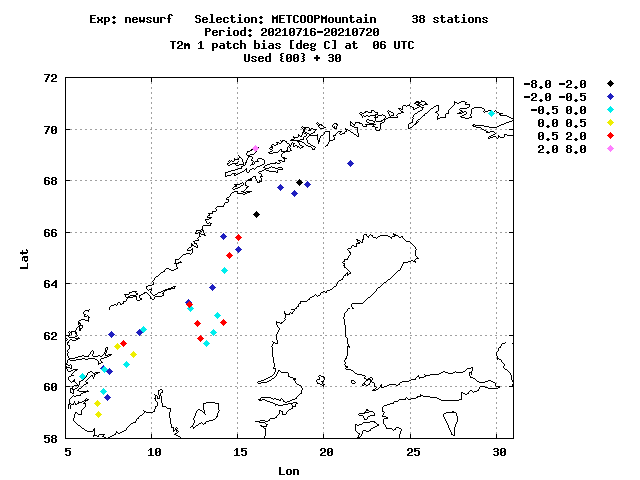 Exp: newsurf   Selection: METCOOPMountain     38 stations
Period: 20210716-20210720
T2m 1 patch bias [deg C] at  06 UTC
Used {00} + 30
-8.0 -2.0
-2.0 -0.5
-0.5 0.0
0.0 0.5
0.5 2.0
2.0 8.0
72
70
68
66
64
62
60
58
Lat
5 10 15 20 25 30
Lon